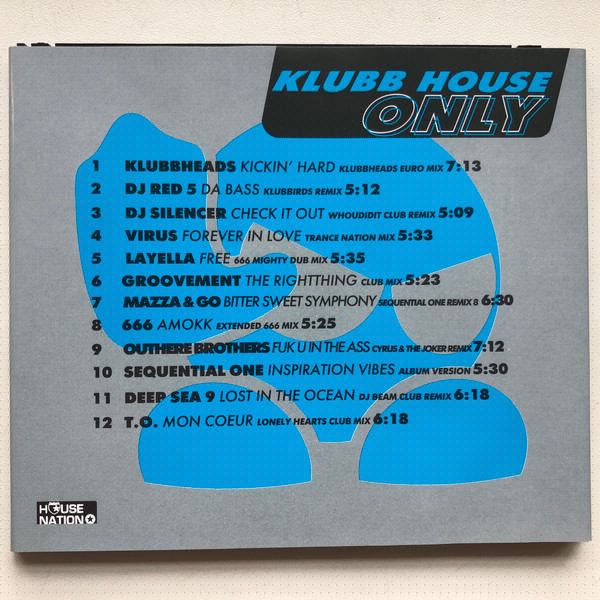 KLUBB HOUSE
ONLY
1 KLUBBHEADS KICKIN' HARD KLUBBHEADS EURO MIX 7:13
2 DJ RED 5 DA BASS KLUBBIRDS REMIX 5:12
3 DJ SILENCER CHECK IT OUT WHOUDIDIT CLUB REMIX 5:09
4 VIRUS FOREVER IN LOVE TRANCE NATION MIX 5:33
5 LAYELLA FREE 666 MIGHTY DUB MIX 5:35
6 GROOVEMENT THE RIGHTTHING CLUB MIX 5:23
7 MAZZA & GO BITTER SWEET SYMPHONY SEQUENTIAL ONE REMIX 8 6:30
8 666 AMOKK EXTENDED 666 MIX 5:25
9 OUTHERE BROTHERS FUK U IN THE ASS CYRUS & THE JOKER REMIX 7:12
10 SEQUENTIAL ONE INSPIRATION VIBES ALBUM VERSION 5:30
11 DEEP SEA 9 LOST IN THE OCEAN DJ BEAM CLUB REMIX 6:18
12 T.O. MON COEUR LONELY HEARTS CLUB MIX 6:18
HOUSE
NATION